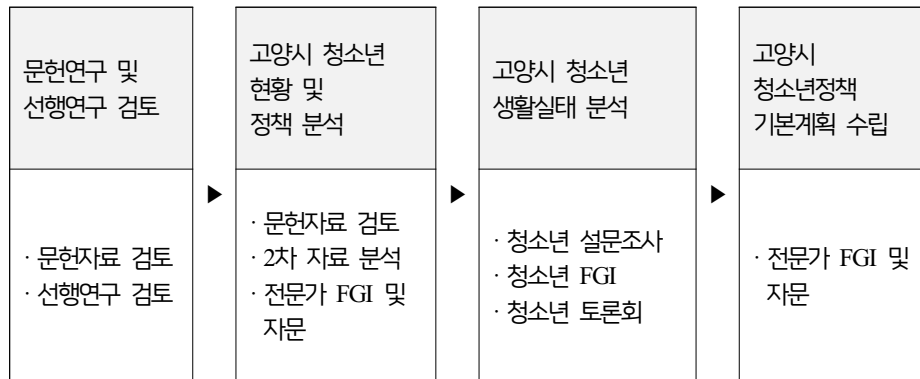 문헌연구 및
선행연구 검토
· 문헌자료 검토
· 선행연구 검토
▶
고양시 청소년
현황 및
정책 분석
· 문헌자료 검토
· 2차 자료 분석
· 전문가 FGI 및
자문
▶
고양시 청소년
생활실태 분석
· 청소년 설문조사
· 청소년 FGI
· 청소년 토론회
▶
고양시
청소년정책
기본계획 수립
· 전문가 FGI 및
자문